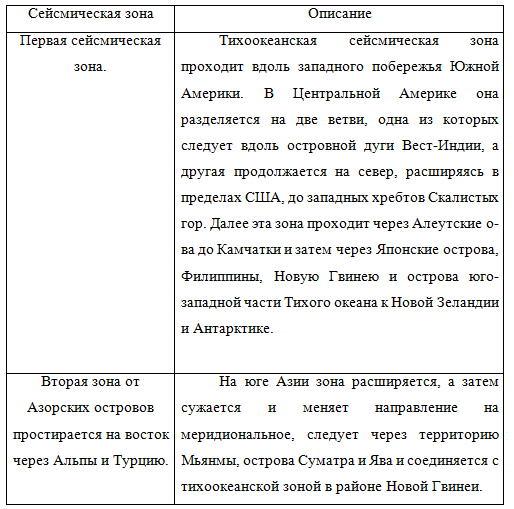 Сейсмическая зона
Описание
Первая сейсмическая
зона.
Тихоокеанская сейсмическая зона
проходит вдоль западного побережья Южной
Америки. В Центральной Америке она
разделяется на две ветви, одна из которых
следует вдоль островной дуги Вест-Индии, а
другая продолжается на север, расширяясь в
пределах США, до западных хребтов Скалистых
гор. Далее эта зона проходит через Алеутские о-
ва до Камчатки и затем через Японские острова,
Филиппины, Новую Гвинею и острова юго-
западной части Тихого океана к Новой Зеландии
и Антарктике.
Вторая зона от
Азорских островов
простирается на восток
через Альпы и Турцию.
На юге Азии зона расширяется, а затем
сужается и меняет направление на
меридиональное, следует через территорию
Мьянмы, острова Суматра и Ява и соединяется с
тихоокеанской зоной в районе Новой Гвинеи.